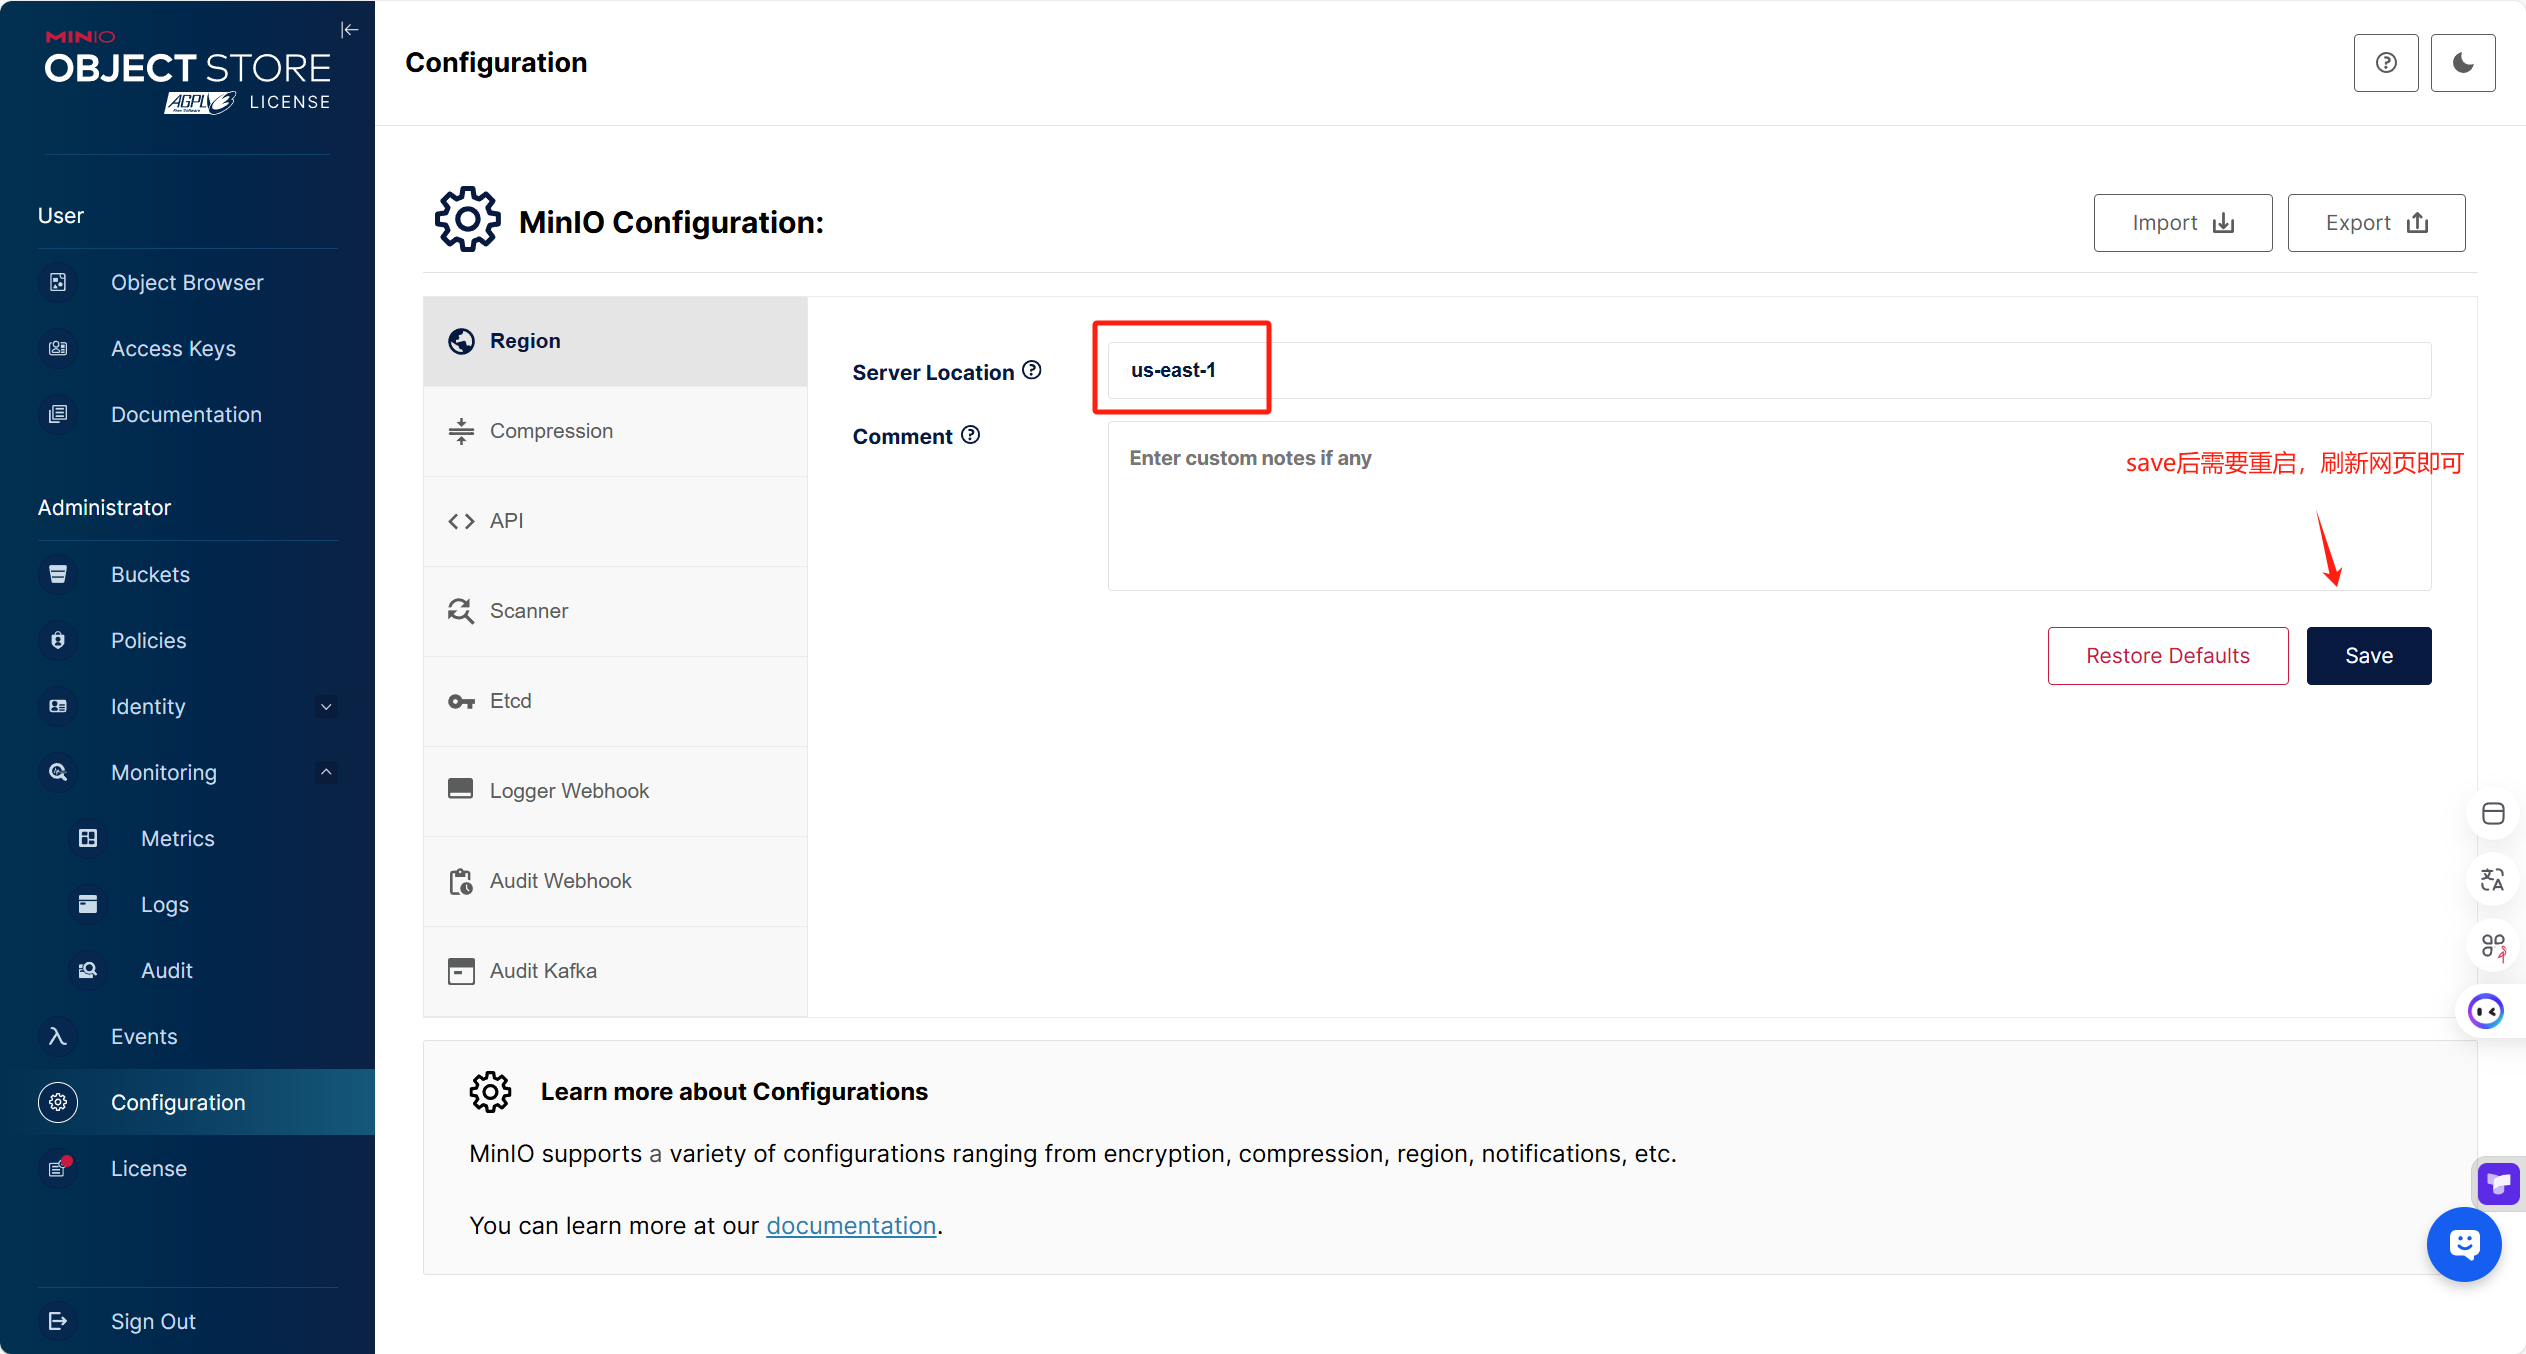 MINIO
OBJECT STORE
AGPL v3 LICENSE
Configuration
User
Object Browser
Access Keys
Documentation
Administrator
Buckets
Policies
Identity
Monitoring
Metrics
Logs
Audit
Events
Configuration
License
Sign Out
MinIO Configuration:
Import
Export
Region
Compression
API
Scanner
Etcd
Logger Webhook
Audit Webhook
Audit Kafka
Server Location
us-east-1
Comment
Enter custom notes if any
save后需要重启，刷新网页即可
Restore Defaults
Save
Learn more about Configurations
MinIO supports a variety of configurations ranging from encryption, compression, region, notifications, etc.
You can learn more at our documentation.